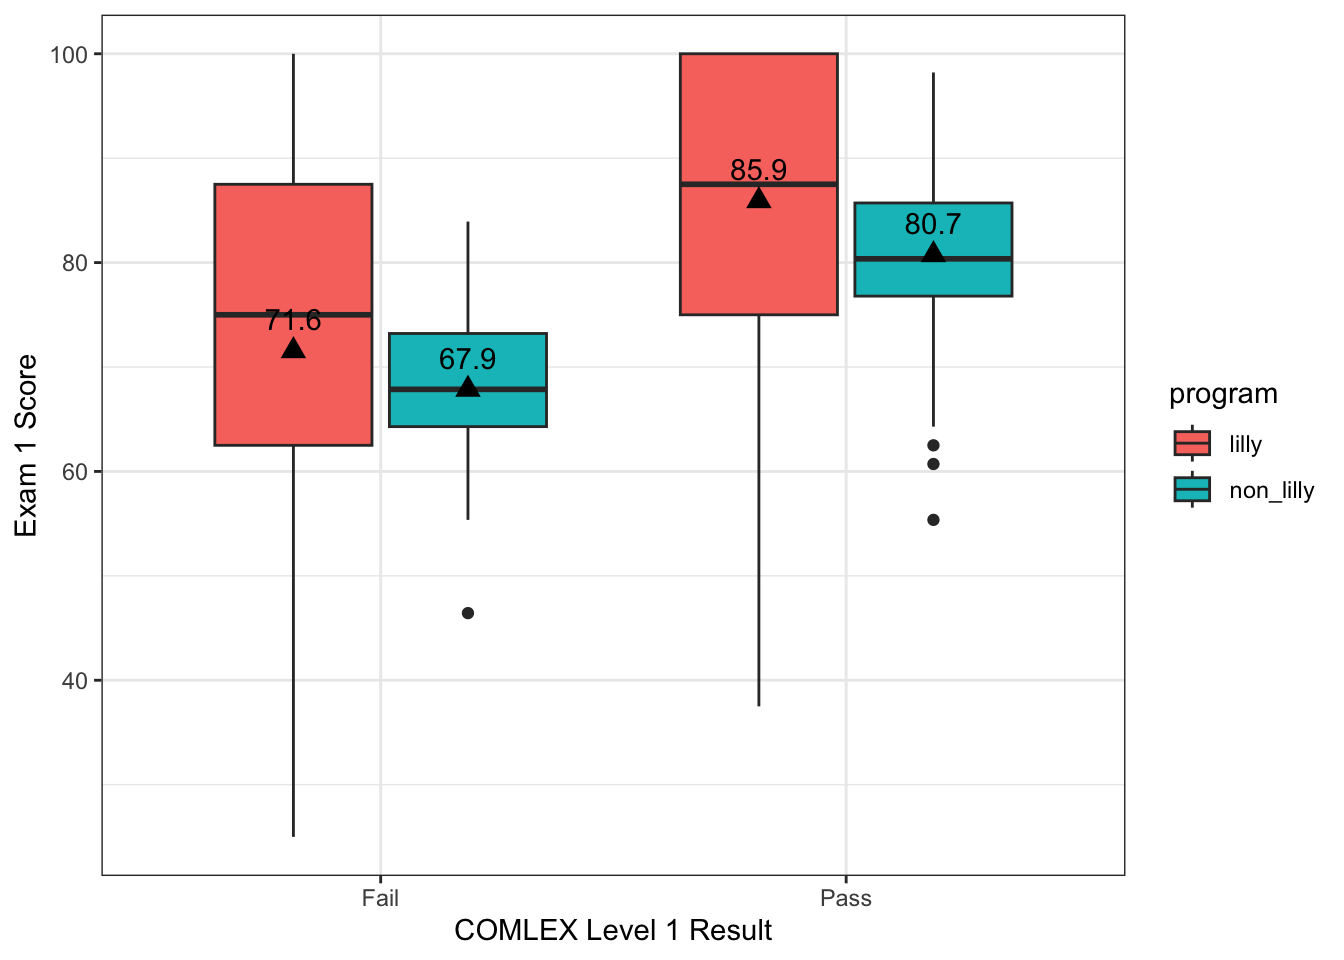 100
80
60
40
Exam 1 Score
71.6
67.9
85.9
80.7
Fail
Pass
COMLEX Level 1 Result
program
lilly
non_lilly